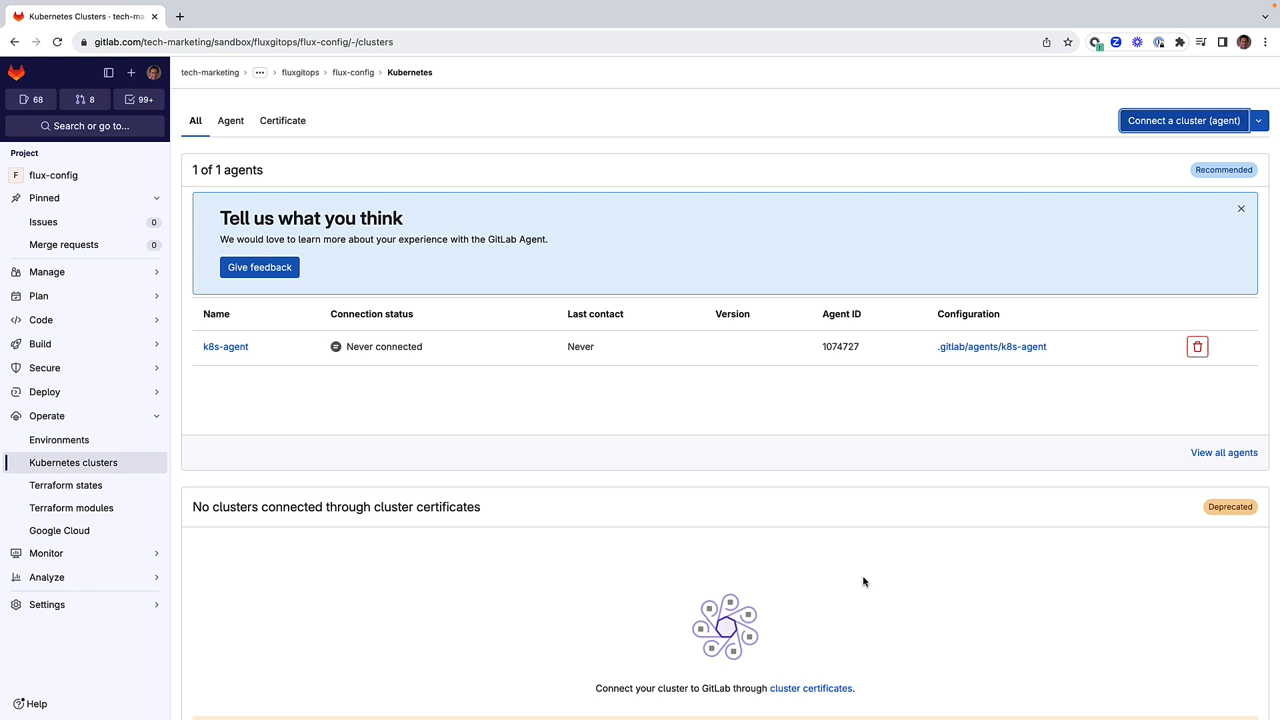 Kubernetes Clusters · tech-ma
gitlab.com/tech-marketing/sandbox/fluxgitops/flux-config/-/clusters
68
8
99+
Search or go to...
Project
F flux-config
Pinned
Issues 0
Merge requests 0
Manage
Plan
Code
Build
Secure
Deploy
Operate
Environments
Kubernetes clusters
Terraform states
Terraform modules
Google Cloud
Monitor
Analyze
Settings
Help
tech-marketing › ... › fluxgitops › flux-config › Kubernetes
All Agent Certificate
Connect a cluster (agent)
1 of 1 agents
Recommended
Tell us what you think
We would love to learn more about your experience with the GitLab Agent.
Give feedback
Name Connection status Last contact Version Agent ID Configuration
k8s-agent Never connected Never 1074727 .gitlab/agents/k8s-agent
View all agents
No clusters connected through cluster certificates
Deprecated
Connect your cluster to GitLab through cluster certificates.